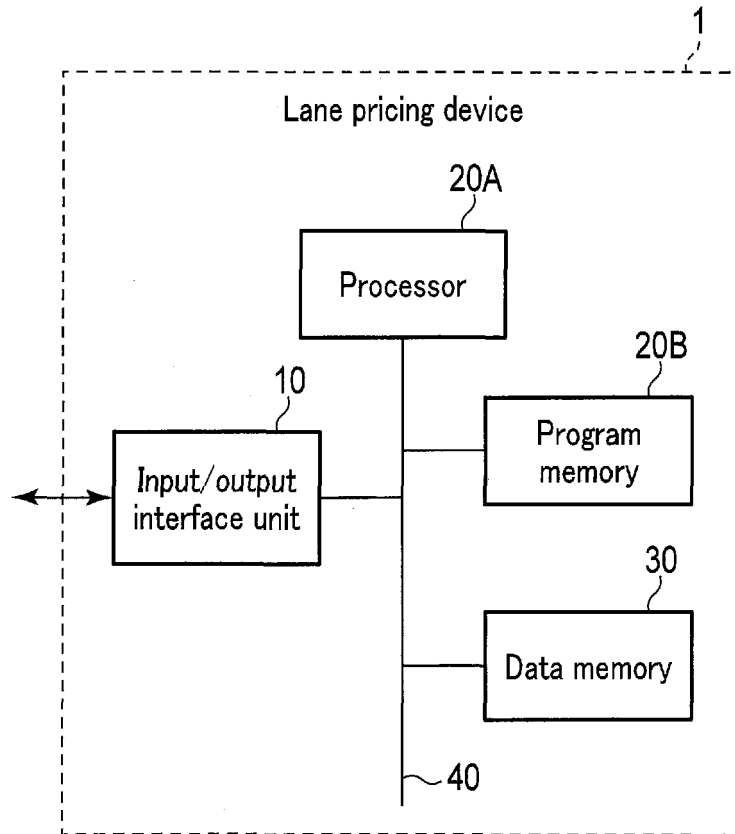 1
Lane pricing device
20A
Processor
20B
Program
memory
10
Input/output
interface unit
30
Data memory
40